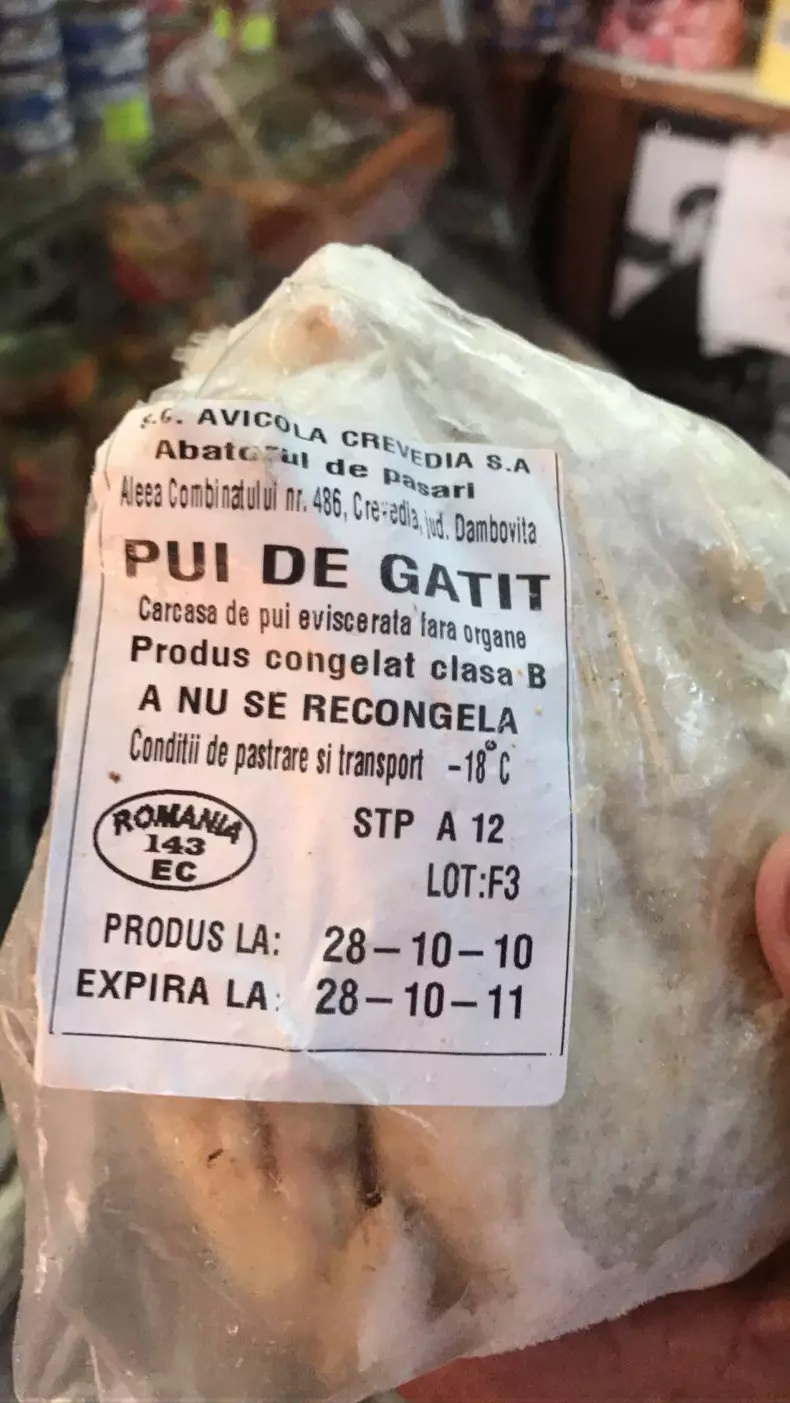 S.C. AVICOLA CREVEDIA S.A
Abatorul de pasari
Aleea Combinatului nr. 486, Crevedia, jud. Dambovita
PUI DE GATIT
Carcasa de pui eviscerata fara organe
Produs congelat clasa B
A NU SE RECONGELA
Conditii de pastrare si transport -18°C
ROMANIA
143
EC
STP A 12
LOT:F3
PRODUS LA: 28-10-10
EXPIRA LA: 28-10-11